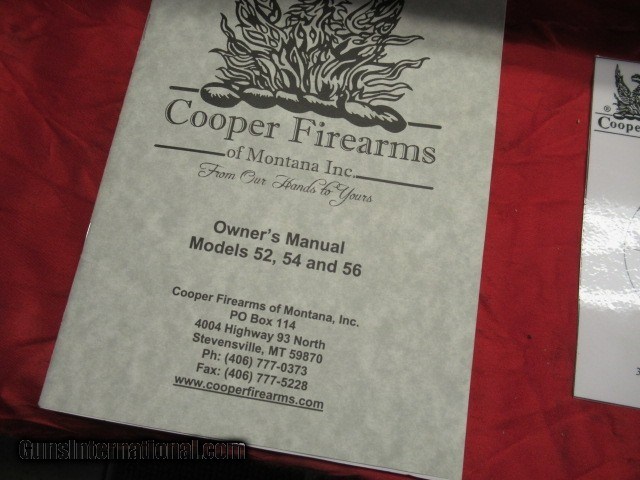 Cooper Firearms
of Montana Inc.
From Our Hands to Yours
Owner's Manual
Models 52, 54 and 56
Cooper Firearms of Montana, Inc.
PO Box 114
4004 Highway 93 North
Stevensville, MT 59870
Ph: (406) 777-0373
Fax: (406) 777-5228
www.cooperfirearms.com
®
Coope
3
GunsInternational.com